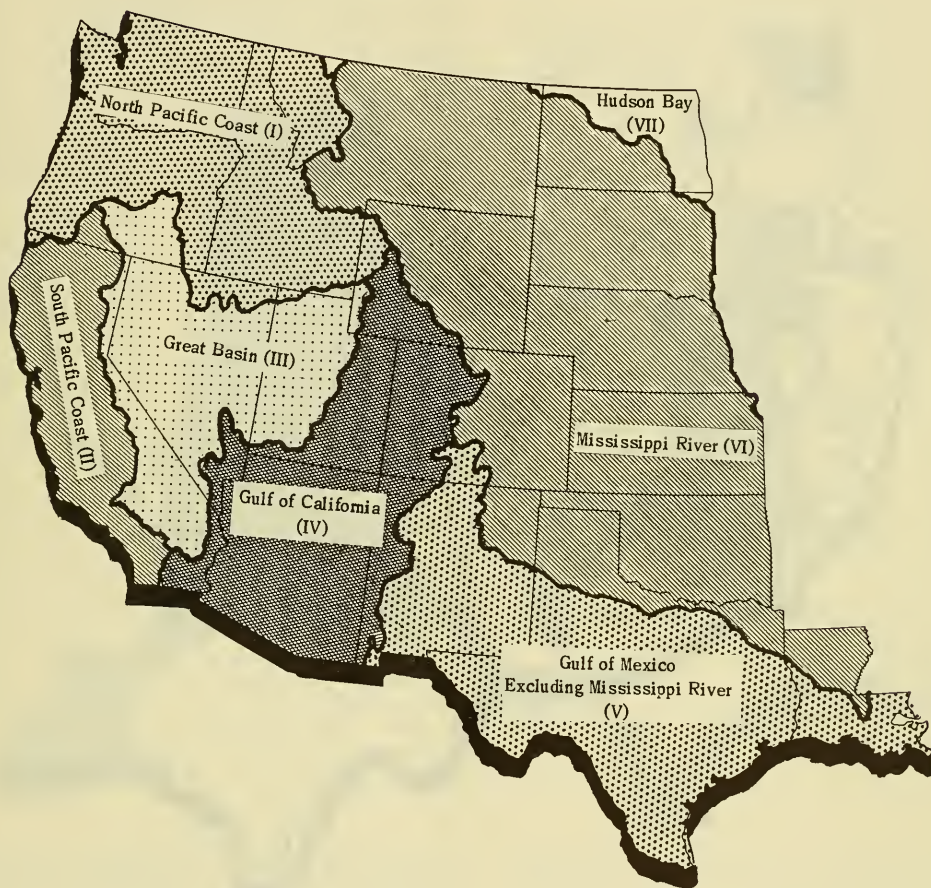 North Pacific Coast (I)
Hudson Bay
(VII)
South Pacific Coast (II)
Great Basin (III)
Mississippi River (VI)
Gulf of California
(IV)
Gulf of Mexico
Excluding Mississippi River
(V)